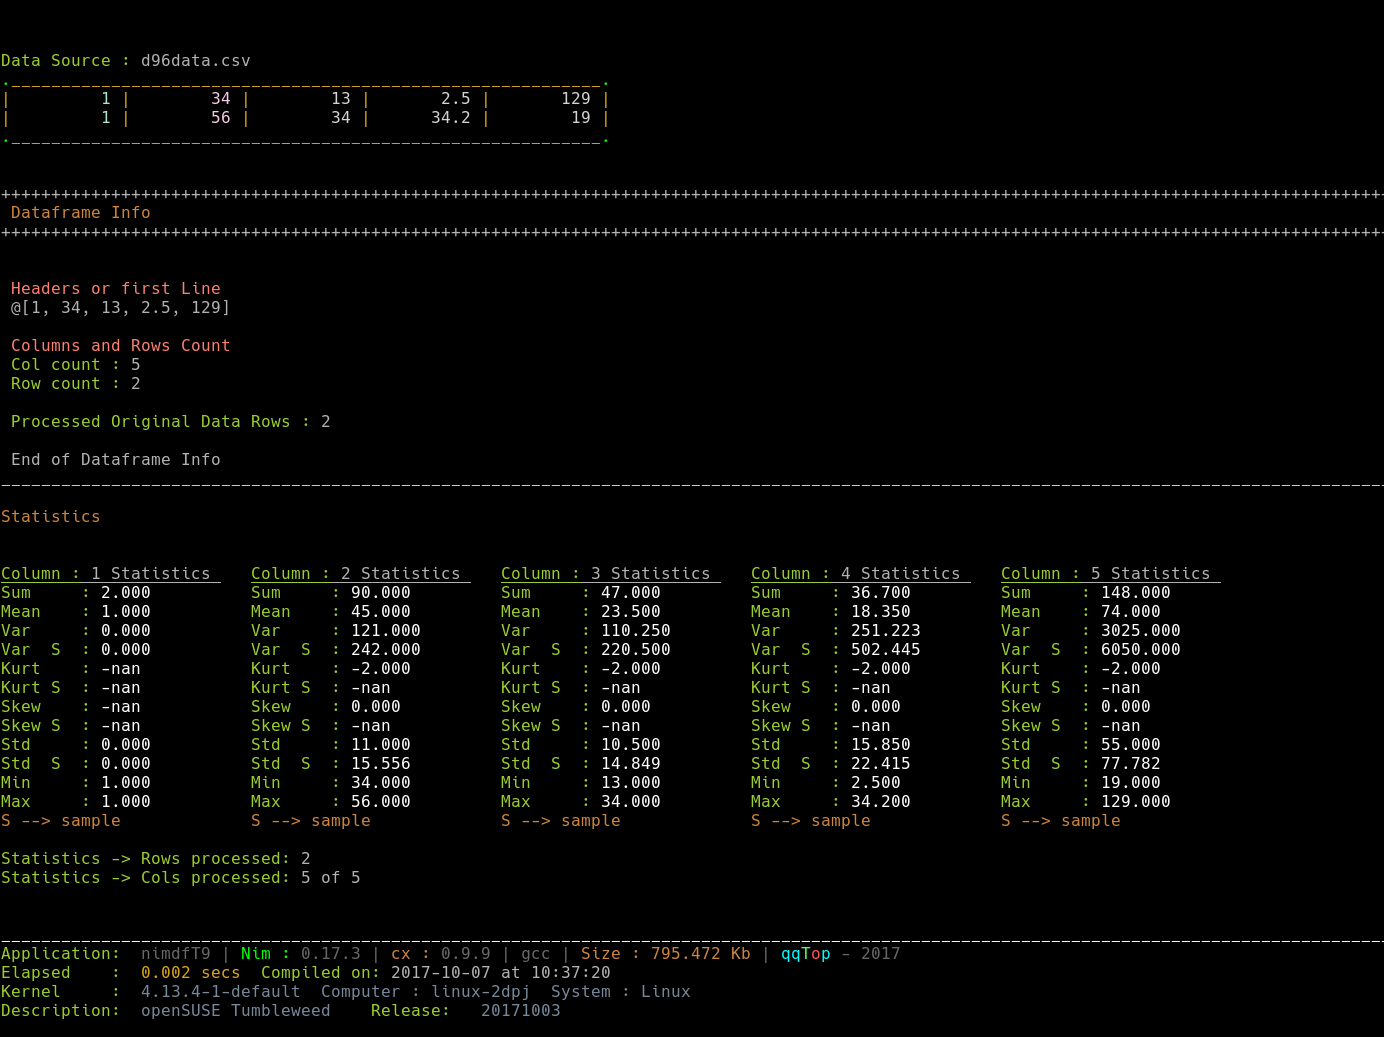 Data Source : d96data.csv
.___________________________________________________________.
|         1 |        34 |        13 |       2.5 |       129 |
|         1 |        56 |        34 |      34.2 |        19 |
.___________________________________________________________.
+++++++++++++++++++++++++++++++++++++++++++++++++++++++++++++++++++++++++++++++++++++++++++++++++++++++++++++++++++++++++++++++++++++++++++
Dataframe Info
+++++++++++++++++++++++++++++++++++++++++++++++++++++++++++++++++++++++++++++++++++++++++++++++++++++++++++++++++++++++++++++++++++++++++++
Headers or first Line
@[1, 34, 13, 2.5, 129]
Columns and Rows Count
Col count : 5
Row count : 2
Processed Original Data Rows : 2
End of Dataframe Info
Statistics
Column : 1 Statistics    Column : 2 Statistics    Column : 3 Statistics    Column : 4 Statistics    Column : 5 Statistics
Sum     : 2.000          Sum     : 90.000         Sum     : 47.000         Sum     : 36.700         Sum     : 148.000
Mean    : 1.000          Mean    : 45.000         Mean    : 23.500         Mean    : 18.350         Mean    : 74.000
Var     : 0.000          Var     : 121.000        Var     : 110.250        Var     : 251.223        Var     : 3025.000
Var  S  : 0.000          Var  S  : 242.000        Var  S  : 220.500        Var  S  : 502.445        Var  S  : 6050.000
Kurt    : -nan           Kurt    : -2.000         Kurt    : -2.000         Kurt    : -2.000         Kurt    : -2.000
Kurt S  : -nan           Kurt S  : -nan           Kurt S  : -nan           Kurt S  : -nan           Kurt S  : -nan
Skew    : -nan           Skew    : 0.000          Skew    : 0.000          Skew    : 0.000          Skew    : 0.000
Skew S  : -nan           Skew S  : -nan           Skew S  : -nan           Skew S  : -nan           Skew S  : -nan
Std     : 0.000          Std     : 11.000         Std     : 10.500         Std     : 15.850         Std     : 55.000
Std  S  : 0.000          Std  S  : 15.556         Std  S  : 14.849         Std  S  : 22.415         Std  S  : 77.782
Min     : 1.000          Min     : 34.000         Min     : 13.000         Min     : 2.500          Min     : 19.000
Max     : 1.000          Max     : 56.000         Max     : 34.000         Max     : 34.200         Max     : 129.000
S --> sample             S --> sample             S --> sample             S --> sample             S --> sample
Statistics -> Rows processed: 2
Statistics -> Cols processed: 5 of 5
Application:  nimdfT9 | Nim : 0.17.3 | cx : 0.9.9 | gcc | Size : 795.472 Kb | qqTop - 2017
Elapsed    :  0.002 secs  Compiled on: 2017-10-07 at 10:37:20
Kernel     :  4.13.4-1-default  Computer : linux-2dpj  System : Linux
Description:  openSUSE Tumbleweed    Release:   20171003